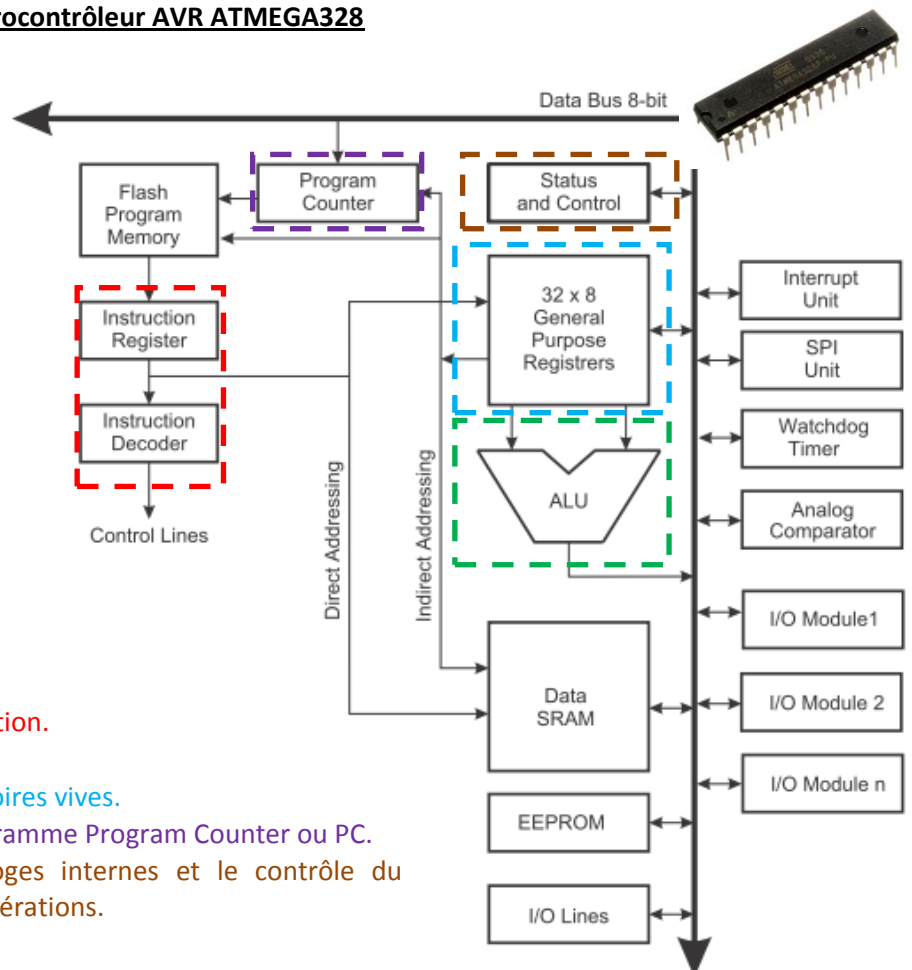 rocontrôleur AVR ATMEGA328
Data Bus 8-bit
Flash
Program
Memory
Program
Counter
Status
and Control
Instruction
Register
32 x 8
General
Purpose
Registrers
Interrupt
Unit
SPI
Unit
Instruction
Decoder
Watchdog
Timer
ALU
Analog
Comparator
Control Lines
Direct Addressing
Indirect Addressing
I/O Module1
Data
SRAM
I/O Module 2
I/O Module n
EEPROM
I/O Lines
tion.
oires vives.
ramme Program Counter ou PC.
oges internes et le contrôle du
érations.
ATMEGA328P-PU